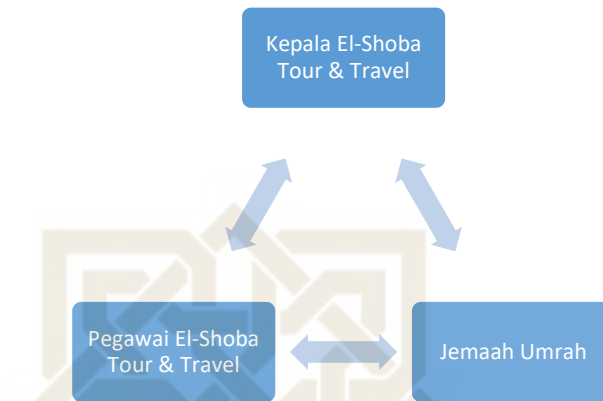 Kepala El-Shoba
Tour & Travel
Pegawai El-Shoba
Tour & Travel
Jemaah Umrah